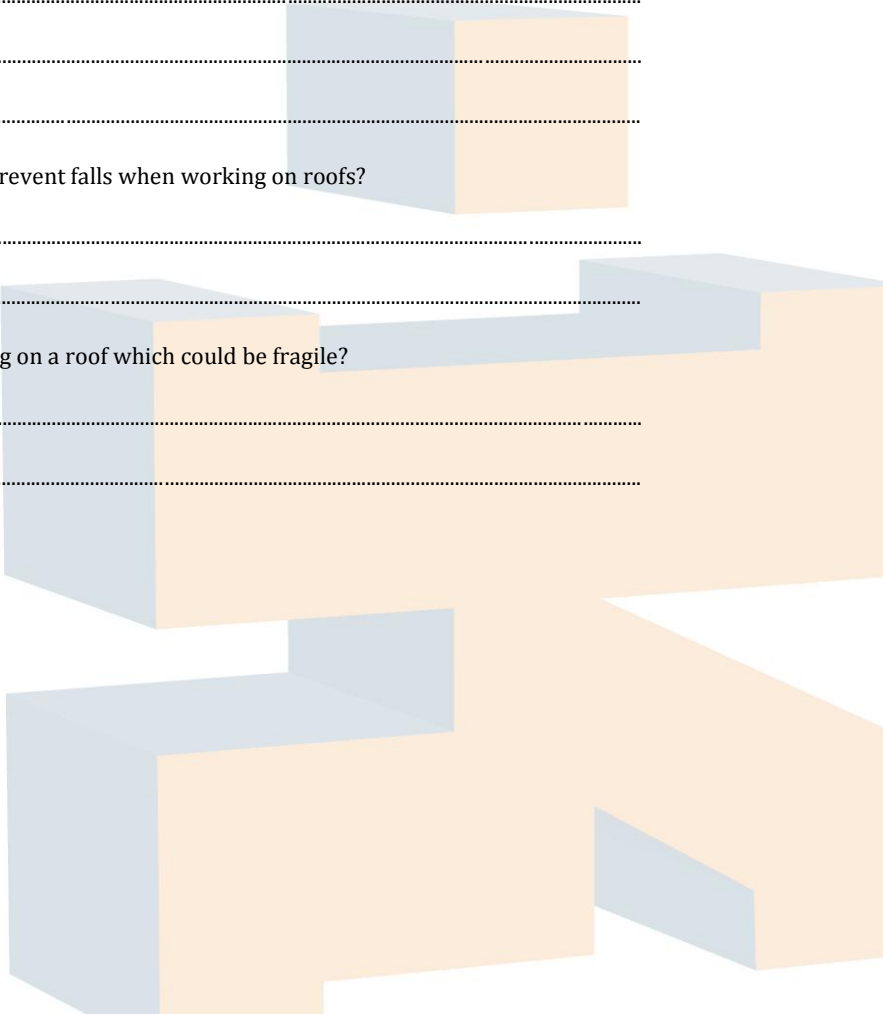 revent falls when working on roofs?
g on a roof which could be fragile?